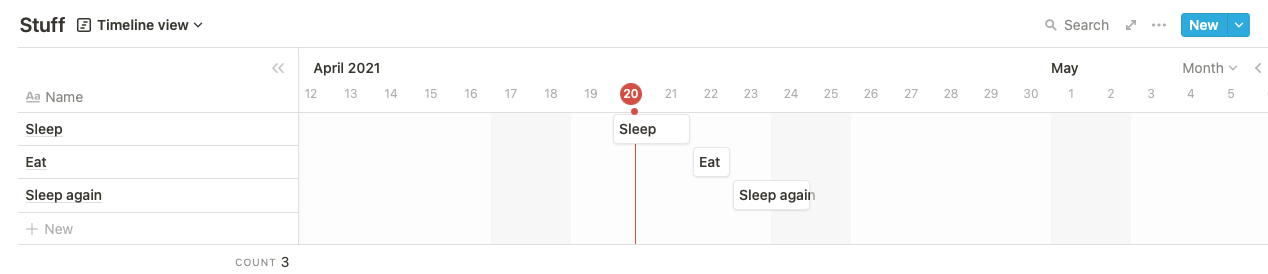 Stuff Timeline view Search New
April 2021 May Month
Aa Name 12 13 14 15 16 17 18 19 20 21 22 23 24 25 26 27 28 29 30 1 2 3 4 5
Sleep Sleep
Eat Eat
Sleep again Sleep again
New
COUNT 3